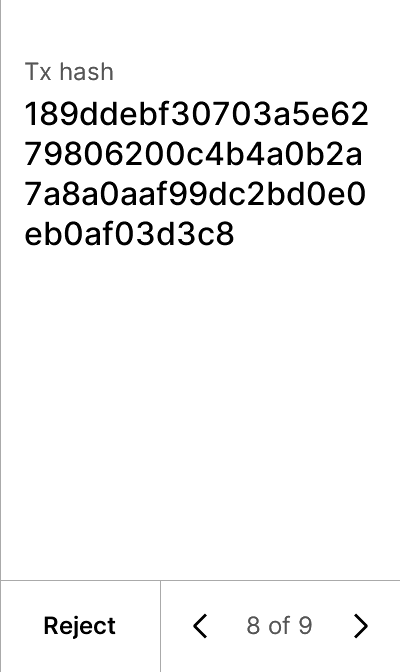 Tx hash
189ddebf30703a5e62
79806200c4b4a0b2a
7a8a0aaf99dc2bd0e0
eb0af03d3c8
Reject
8 of 9